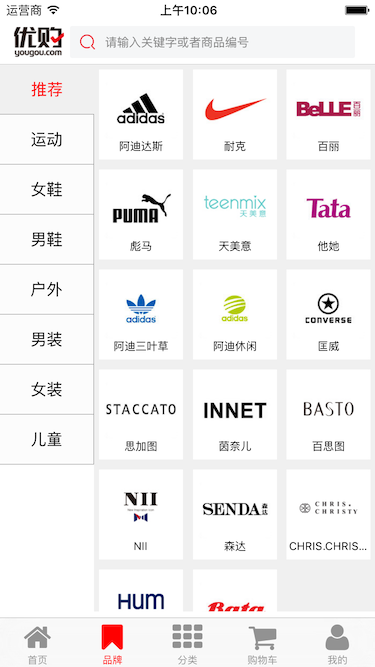 运营商 上午10:06
优购
yougou.com
请输入关键字或者商品编号
推荐
运动
女鞋
男鞋
户外
男装
女装
儿童
adidas
阿迪达斯
耐克
BeLLE 百丽
百丽
PUMA
彪马
teenmix
天美意
天美意
Tata
他她
adidas
阿迪三叶草
adidas
阿迪休闲
CONVERSE
匡威
STACCATO
思加图
INNET
茵奈儿
BASTO
百思图
NII
NII
SENDA 森达
森达
CHRIS.
CHRISTY
CHRIS.CHRIS...
HUM
Bata
首页
品牌
分类
购物车
我的